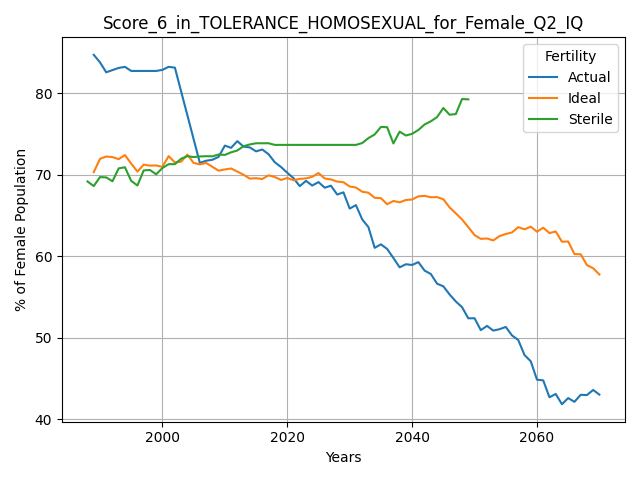 Score_6_in_TOLERANCE_HOMOSEXUAL_for_Female_Q2_IQ
Fertility
Actual
Ideal
Sterile
% of Female Population
80
70
60
50
40
2000
2020
2040
2060
Years